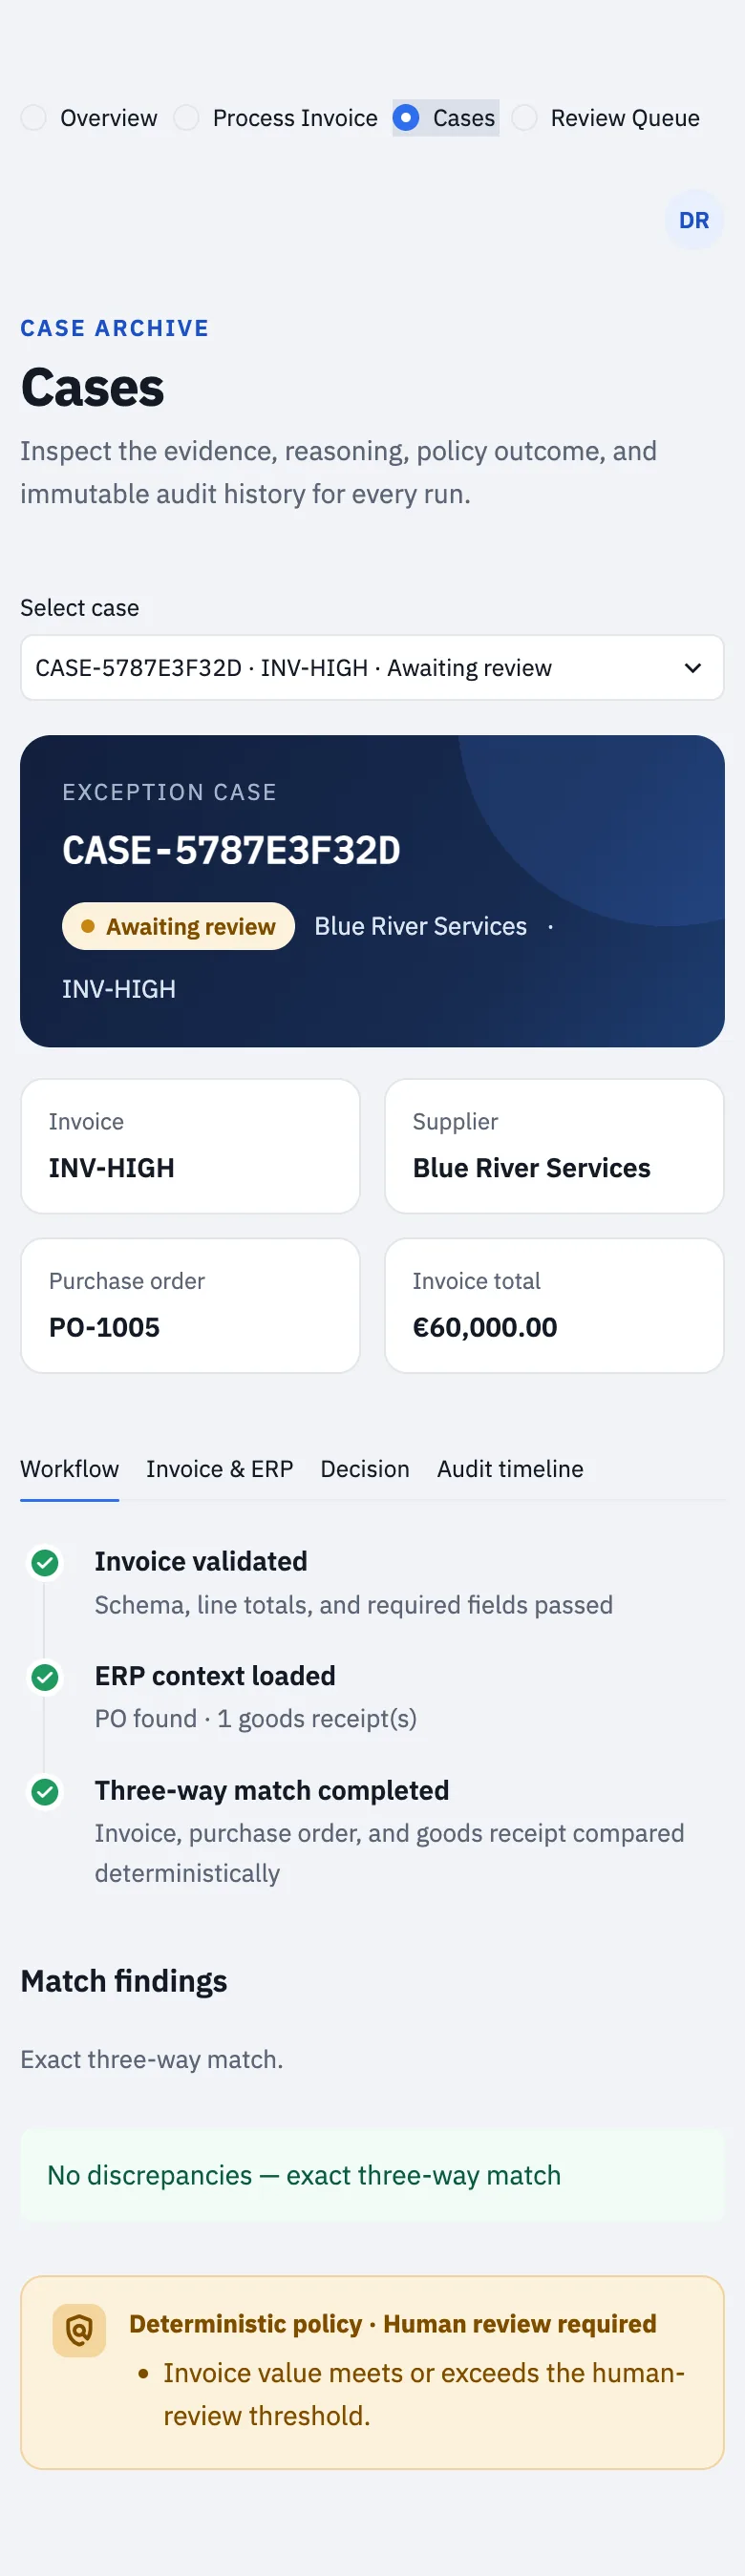 Overview Process Invoice Cases Review Queue
DR
CASE ARCHIVE
Cases
Inspect the evidence, reasoning, policy outcome, and
immutable audit history for every run.
Select case
CASE-5787E3F32D · INV-HIGH · Awaiting review
EXCEPTION CASE
CASE-5787E3F32D
Awaiting review Blue River Services ·
INV-HIGH
Invoice
INV-HIGH
Supplier
Blue River Services
Purchase order
PO-1005
Invoice total
€60,000.00
Workflow Invoice & ERP Decision Audit timeline
Invoice validated
Schema, line totals, and required fields passed
ERP context loaded
PO found · 1 goods receipt(s)
Three-way match completed
Invoice, purchase order, and goods receipt compared
deterministically
Match findings
Exact three-way match.
No discrepancies — exact three-way match
Deterministic policy · Human review required
• Invoice value meets or exceeds the human-
review threshold.